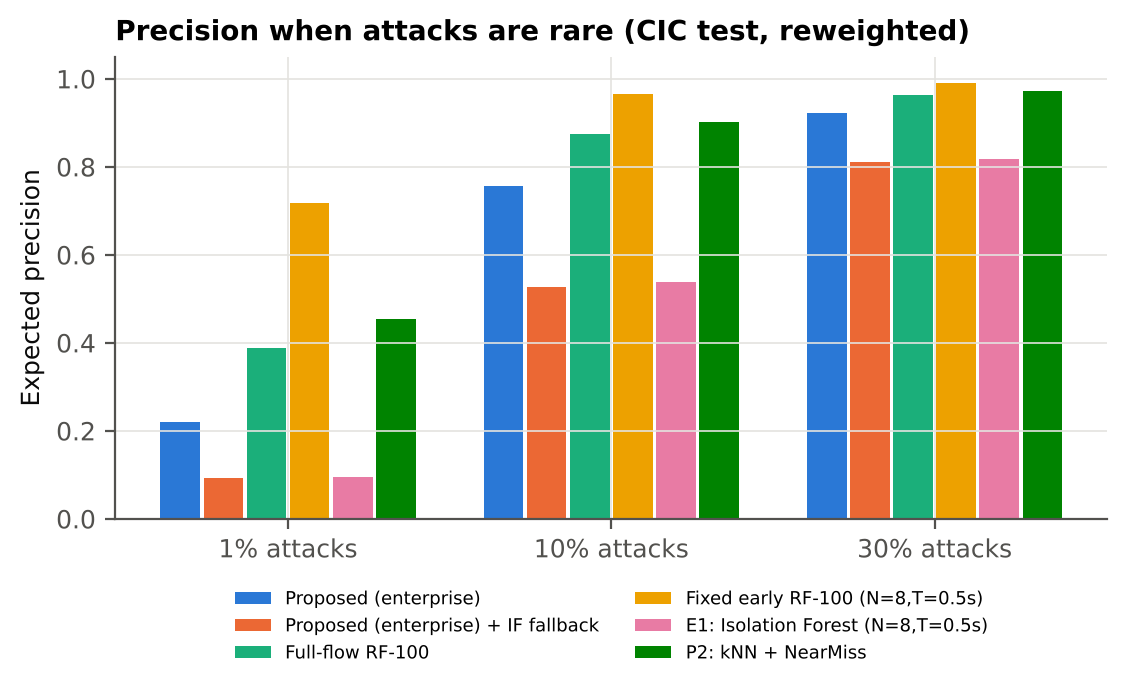 Precision when attacks are rare (CIC test, reweighted)
Expected precision
1.0
0.8
0.6
0.4
0.2
0.0
1% attacks
10% attacks
30% attacks
Proposed (enterprise)
Proposed (enterprise) + IF fallback
Full-flow RF-100
Fixed early RF-100 (N=8,T=0.5s)
E1: Isolation Forest (N=8,T=0.5s)
P2: kNN + NearMiss